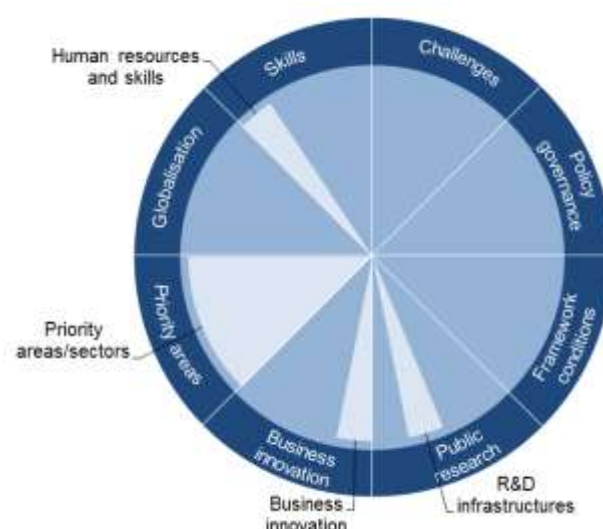 Human resources
and skills
Skills
Challenges
Policy
governance
Globalisation
Priority
areas/sectors
Priority areas
Framework
conditions
Business
innovation
Public
research
Business
innovation
R&D
infrastructures